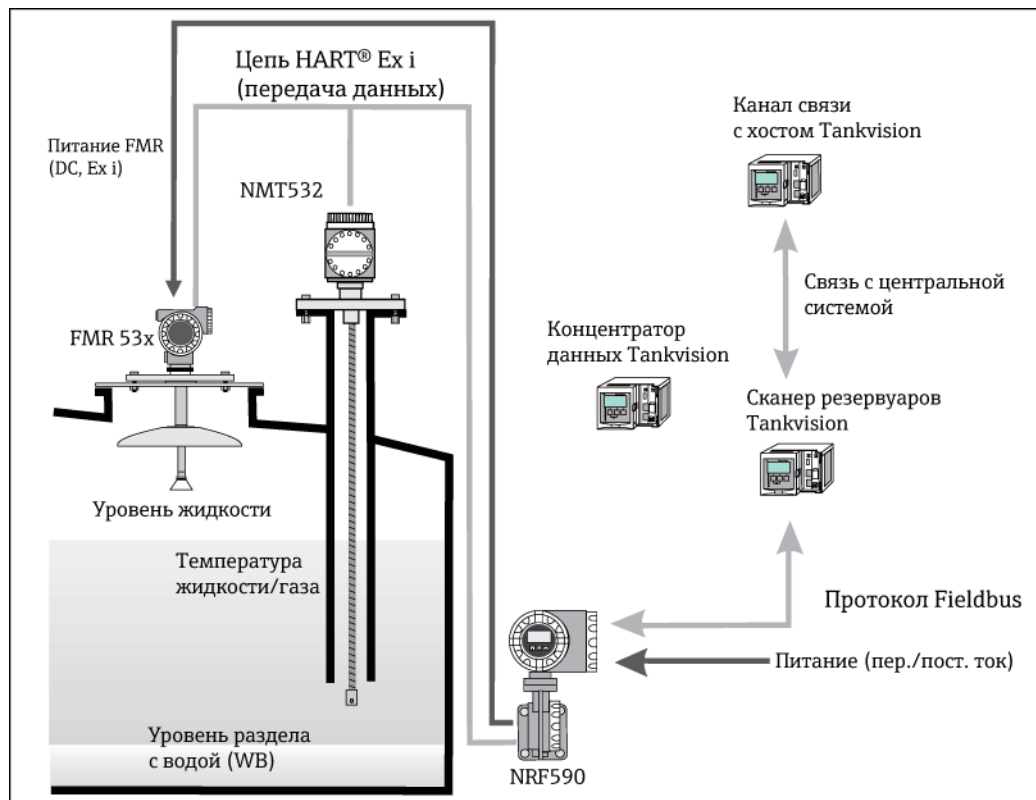 Цепь HART® Ex i
(передача данных)
Питание FMR
(DC, Ex i)
NMT532
FMR 53x
Уровень жидкости
Температура
жидкости/газа
Уровень раздела
с водой (WB)
NRF590
Канал связи
с хостом Tankvision
Связь с центральной
системой
Концентратор
данных Tankvision
Сканер резервуаров
Tankvision
Протокол Fieldbus
Питание (пер./пост. ток)